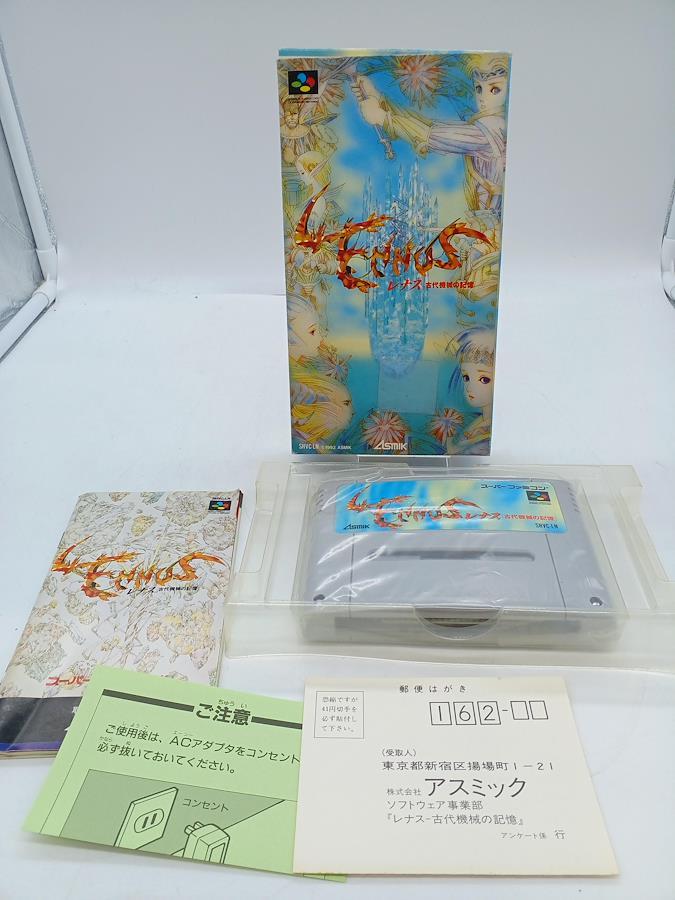 LENNUS
レナス 古代機械の記憶
SHVC-LN ©1992 ASMIK
ASMIK
スーパーファミコン
LENNUS
レナス 古代機械の記憶
ASMIK
SHVC-LN
SHVC-LN
LENNUS
レナス 古代機械の記憶
スーパー
ちゅうい
ご注意
ご使用後は、ACアダプタをコンセント
必ず抜いておいてください。
コンセント
郵便はがき
恐縮ですが
41円切手を
必ず貼付し
て下さい。
162-
(受取人)
東京都新宿区揚場町1-21
株式会社 アスミック
ソフトウェア事業部
『レナス-古代機械の記憶』
アンケート係 行